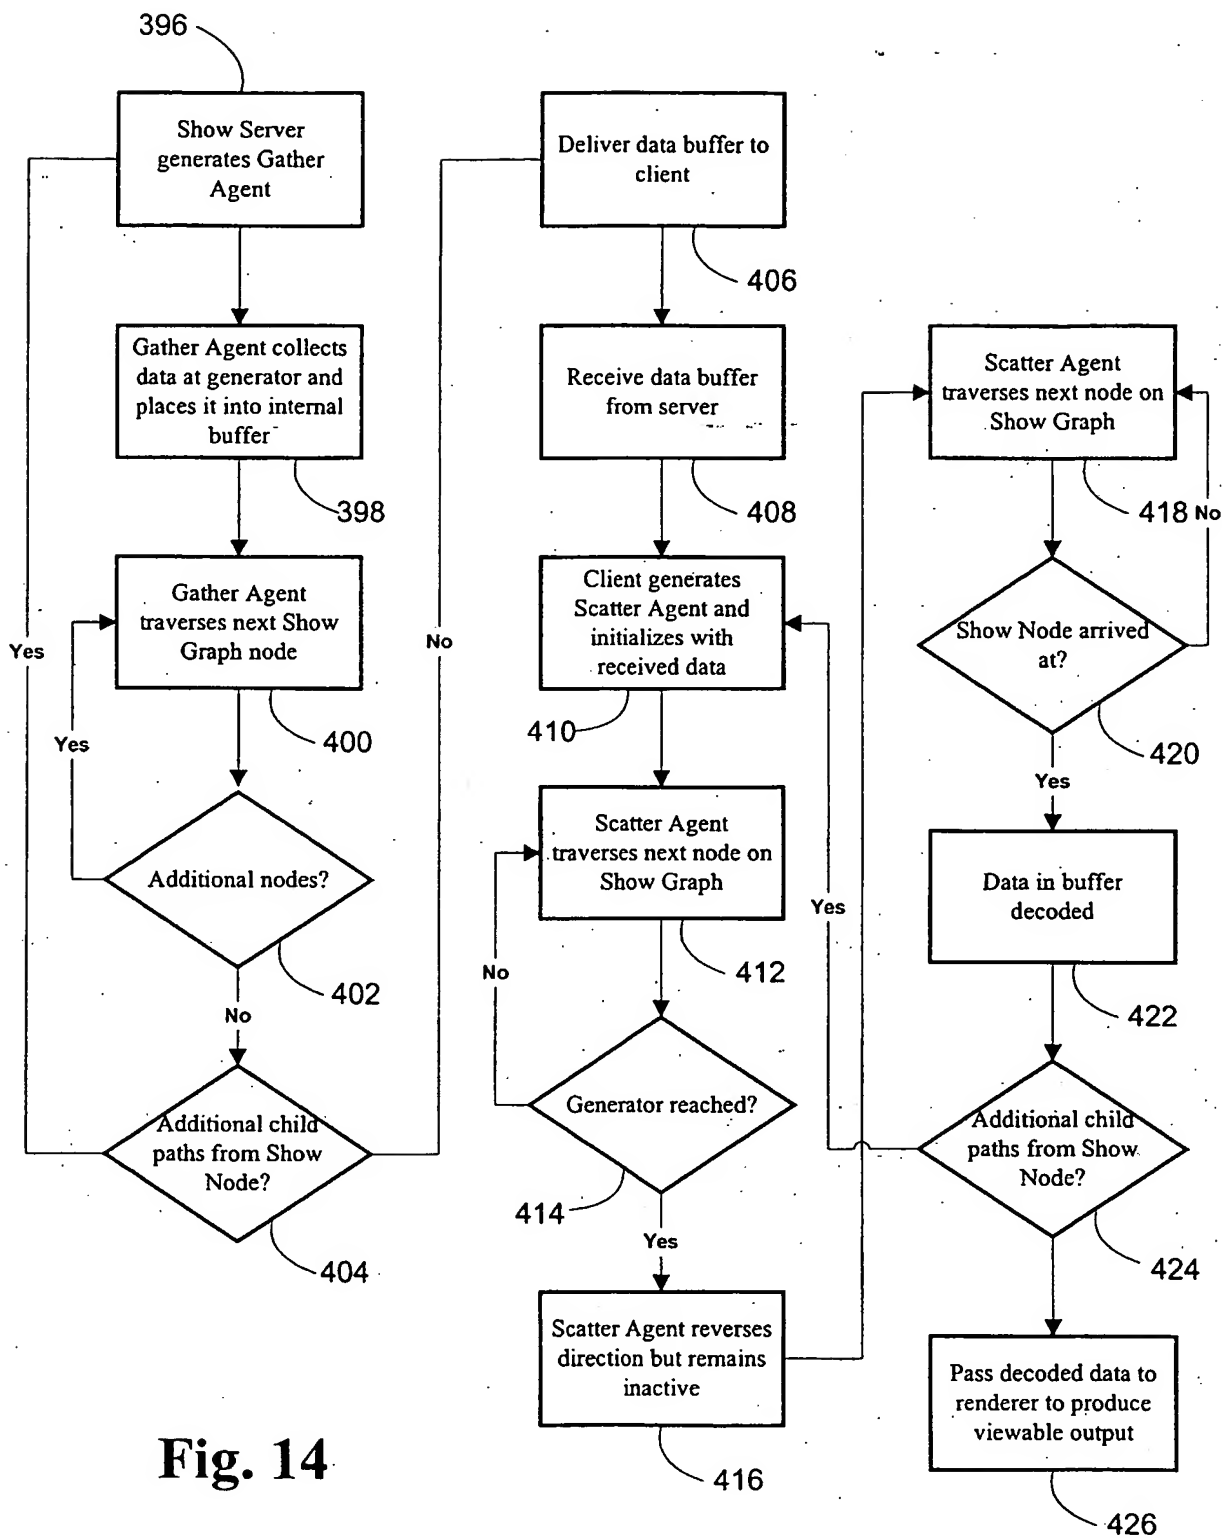 396
Show Server
generates Gather
Agent
Gather Agent collects
data at generator and
places it into internal
buffer
398
Gather Agent
traverses next Show
Graph node
400
Yes
Yes
Additional nodes?
402
No
Additional child
paths from Show
Node?
404
No
Deliver data buffer to
client
406
Receive data buffer
from server
408
Client generates
Scatter Agent and
initializes with
received data
410
Scatter Agent
traverses next node on
Show Graph
412
No
Generator reached?
414
Yes
Scatter Agent reverses
direction but remains
inactive
416
Scatter Agent
traverses next node on
Show Graph
418
No
Show Node arrived
at?
420
Yes
Data in buffer
decoded
422
Yes
Additional child
paths from Show
Node?
424
Pass decoded data to
renderer to produce
viewable output
426
Fig. 14